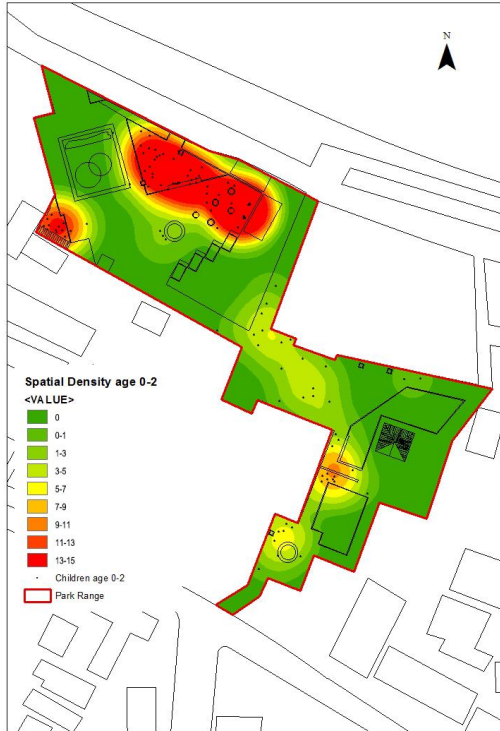 N
Spatial Density age 0-2
<VALUE>
0
0-1
1-3
3-5
5-7
7-9
9-11
11-13
13-15
Children age 0-2
Park Range